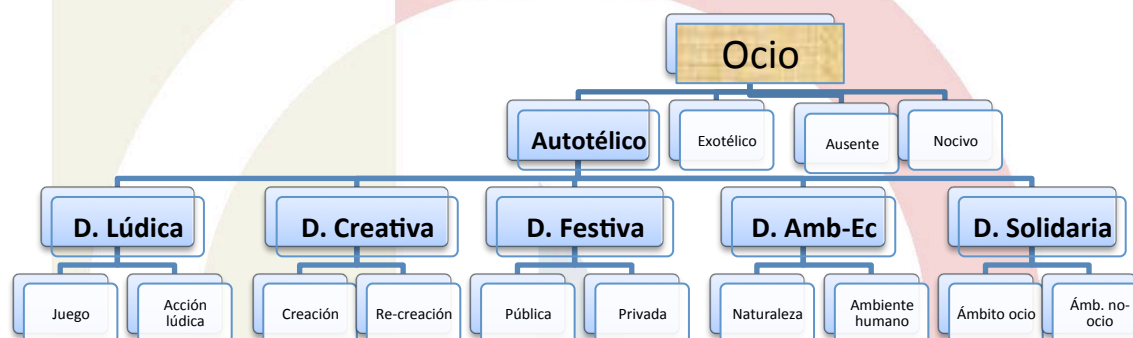 Ocio
Autotélico
Exotélico
Ausente
Nocivo
D. Lúdica
D. Creativa
D. Festiva
D. Amb-Ec
D. Solidaria
Juego
Acción
lúdica
Creación
Re-creación
Pública
Privada
Naturaleza
Ambiente
humano
Ámbito ocio
Ámb. no-
ocio